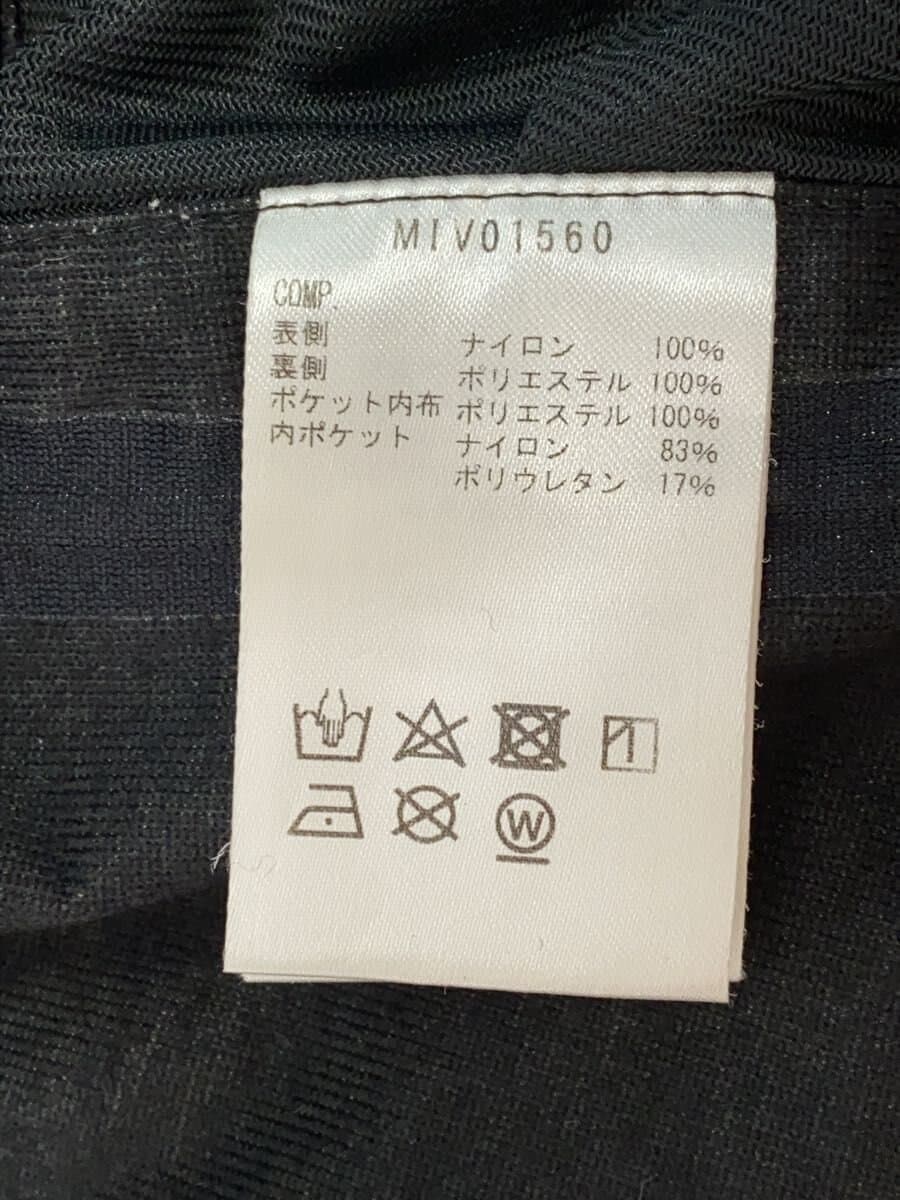 MIV01560
COMP.
表側 ナイロン 100%
裏側 ポリエステル 100%
ポケット内布 ポリエステル 100%
内ポケット ナイロン 83%
ポリウレタン 17%
W